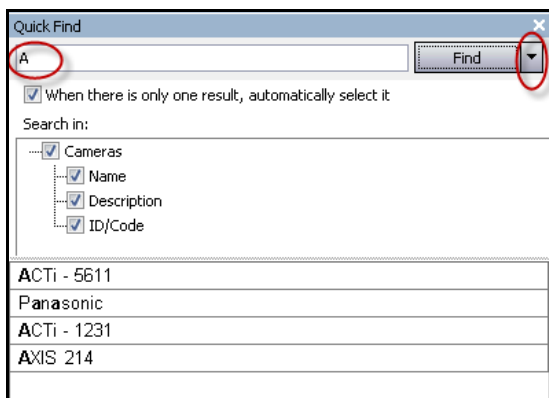 Quick Find
A
Find
When there is only one result, automatically select it
Search in:
Cameras
Name
Description
ID/Code
ACTi - 5611
Panasonic
ACTi - 1231
AXIS 214